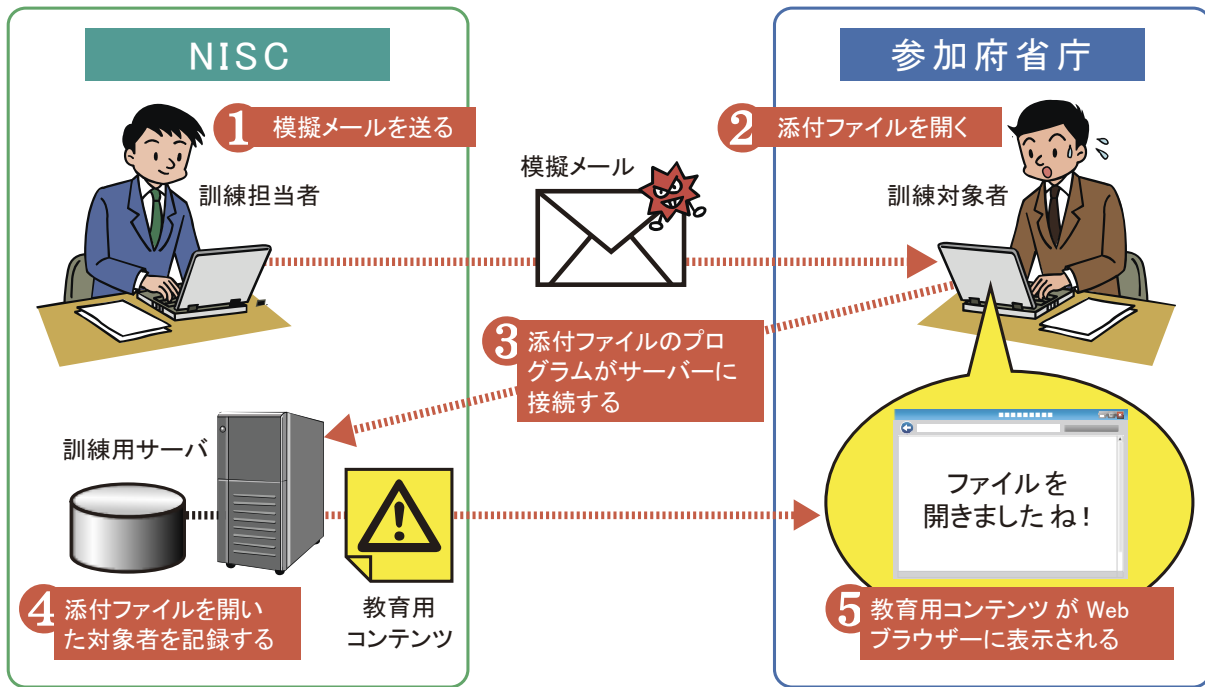 NISC
参加府省庁
1 模擬メールを送る
訓練担当者
模擬メール
2 添付ファイルを開く
訓練対象者
3 添付ファイルのプロ
グラムがサーバーに
接続する
訓練用サーバ
ファイルを
開きましたね！
4 添付ファイルを開い
た対象者を記録する
教育用
コンテンツ
5 教育用コンテンツ が Web
ブラウザーに表示される